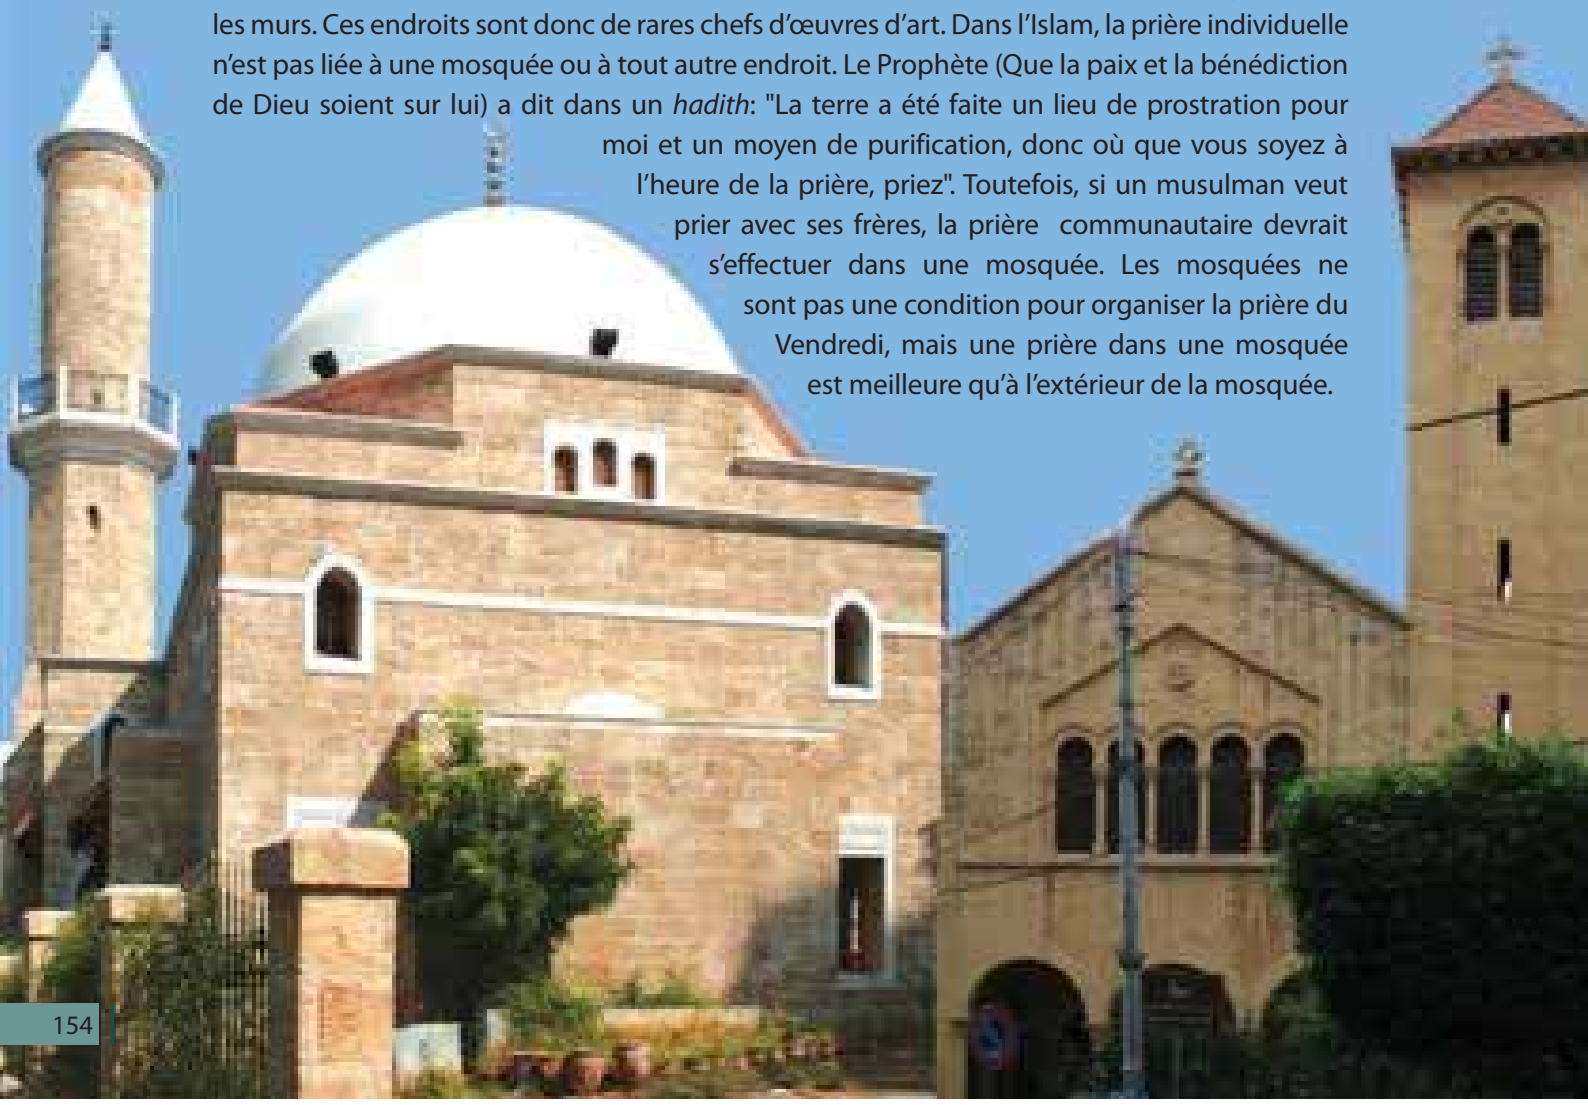 les murs. Ces endroits sont donc de rares chefs d’œuvres d’art. Dans l’Islam, la prière individuelle
n’est pas liée à une mosquée ou à tout autre endroit. Le Prophète (Que la paix et la bénédiction
de Dieu soient sur lui) a dit dans un hadith: "La terre a été faite un lieu de prostration pour
moi et un moyen de purification, donc où que vous soyez à
l’heure de la prière, priez". Toutefois, si un musulman veut
prier avec ses frères, la prière communautaire devrait
s’effectuer dans une mosquée. Les mosquées ne
sont pas une condition pour organiser la prière du
Vendredi, mais une prière dans une mosquée
est meilleure qu’à l’extérieur de la mosquée.
154